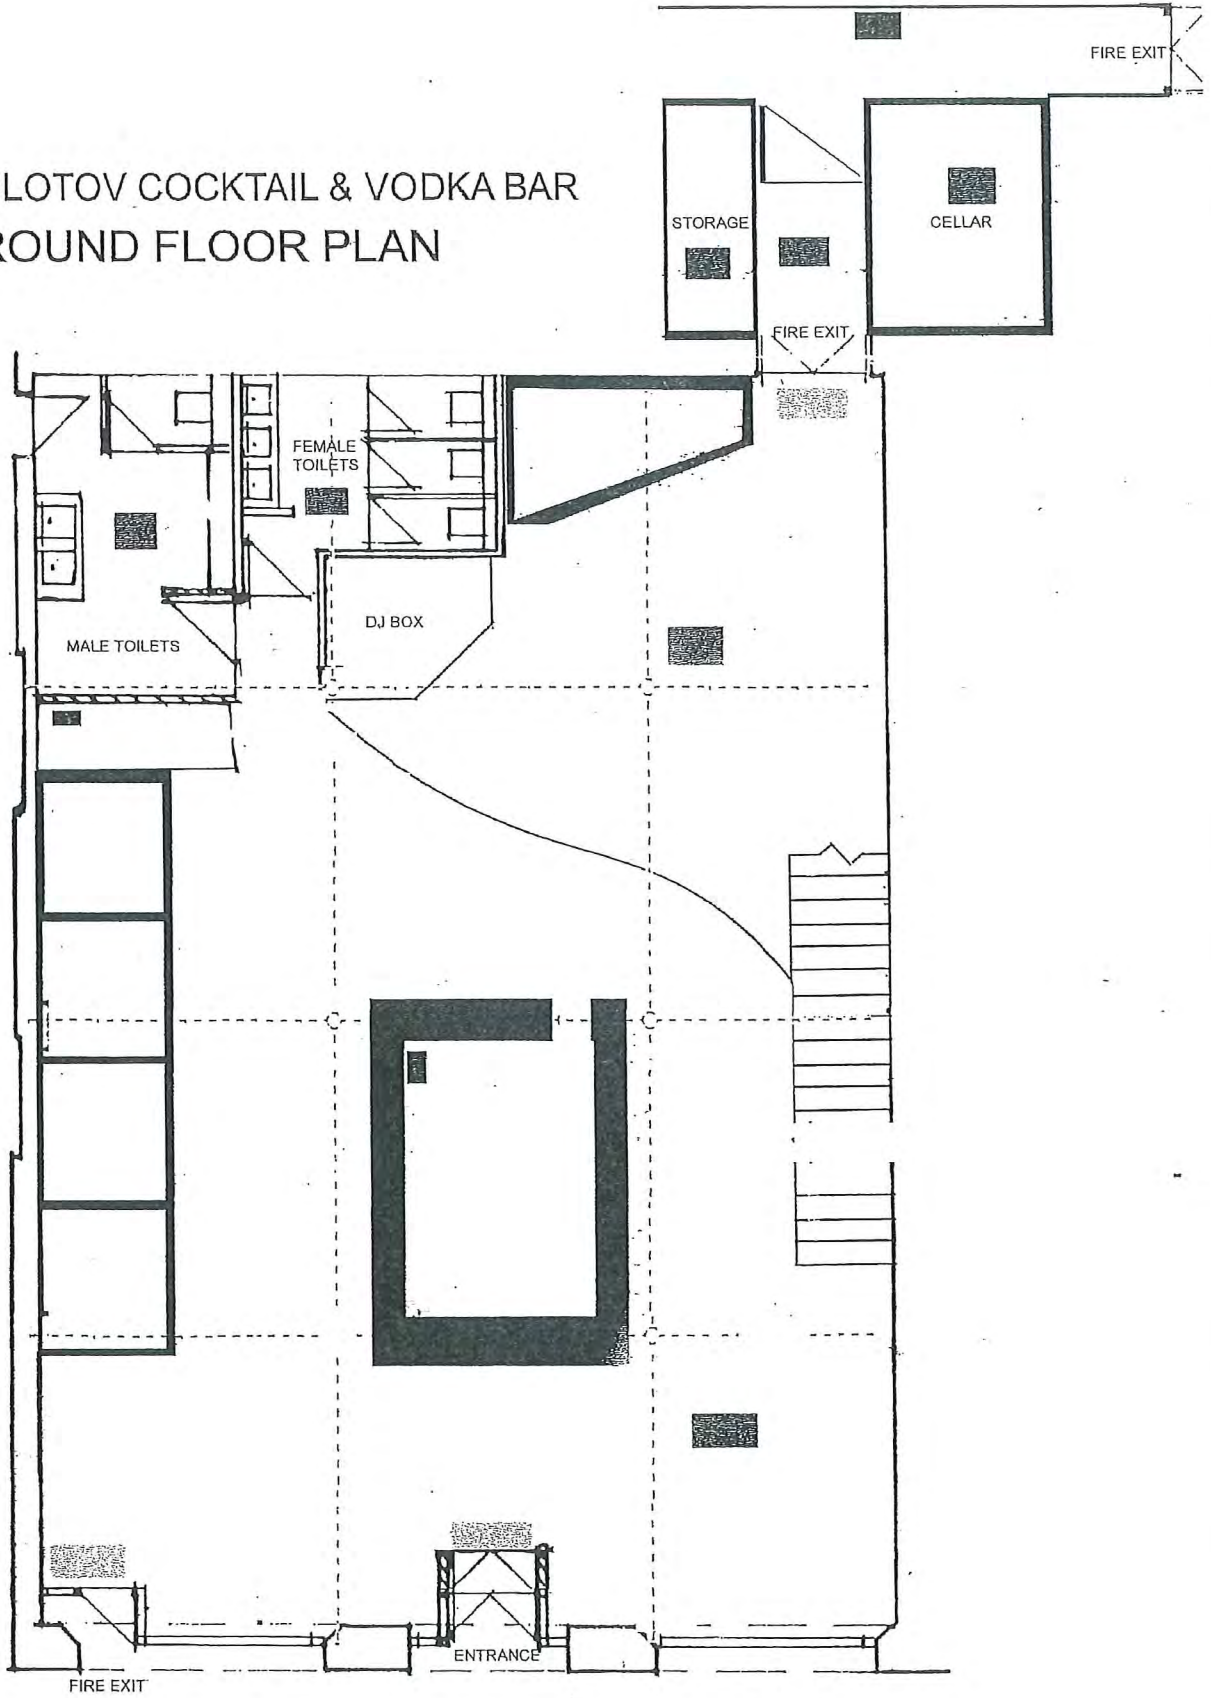 FIRE EXIT
LOTOV COCKTAIL & VODKA BAR
ROUND FLOOR PLAN
STORAGE
CELLAR
FIRE EXIT
FEMALE
TOILETS
DJ BOX
MALE TOILETS
ENTRANCE
FIRE EXIT